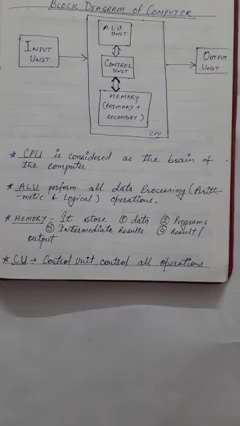 BLOCK DIAGRAM OF COMPUTER
ALU
UNIT
INPUT
UNIT
CONTROL
UNIT
OUTPUT
UNIT
MEMORY
(PRIMARY +
SECONDARY)
CPU
* CPU is considered as the brain of
the computer.
* ALU perform all data Processing (Arith-
-metic & Logical) operations.
* MEMORY - It store ① data ② Programs
③ Intermediate Results ④ Result/
output
* CU → Control unit control all operations